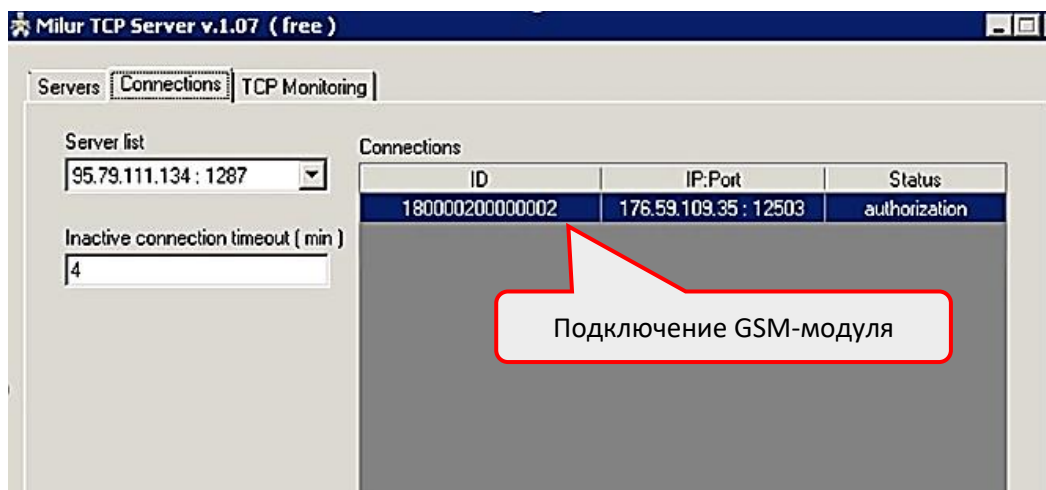 Milur TCP Server v.1.07 ( free )
Servers Connections TCP Monitoring
Server list
95.79.111.134 : 1287
Inactive connection timeout ( min )
4
Connections
ID IP:Port Status
180000200000002 176.59.109.35 : 12503 authorization
Подключение GSM-модуля